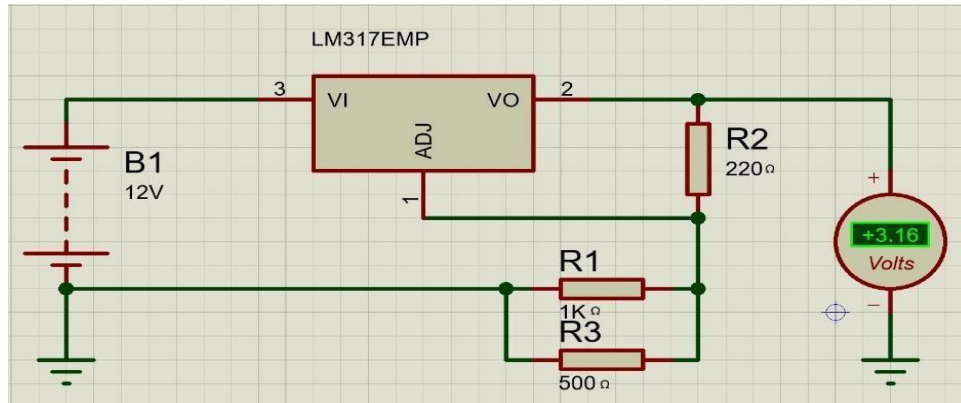 LM317EMP
3
VI
VO
2
ADJ
1
B1
12V
R2
220Ω
+
+3.16
Volts
−
R1
1KΩ
R3
500Ω